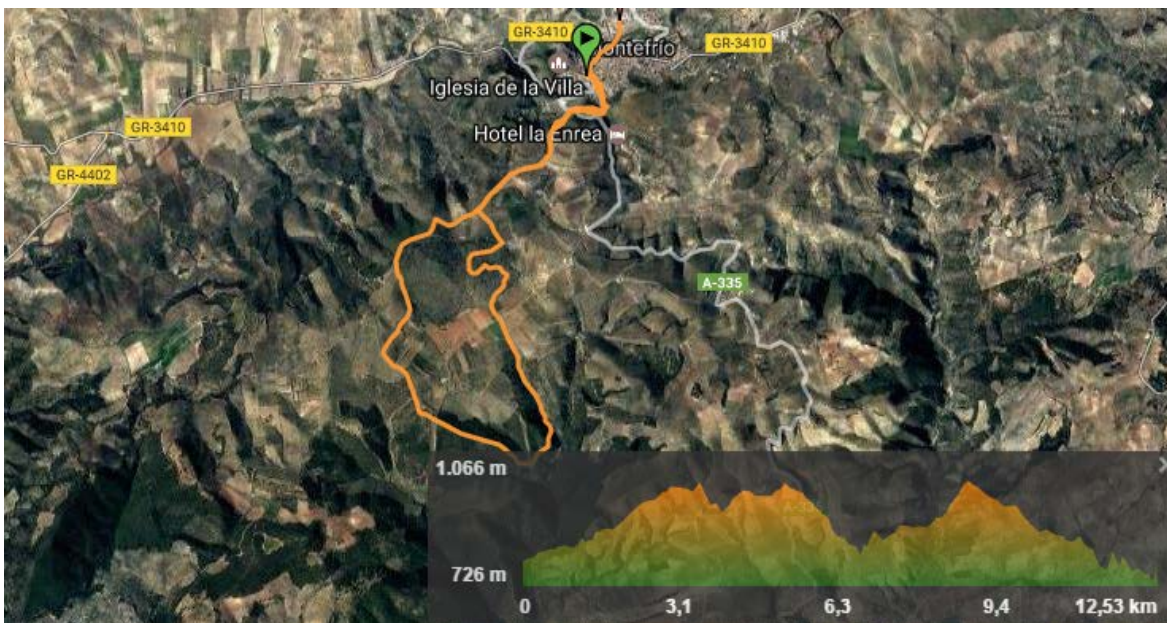 GR-3410
Montefrío
GR-3410
Iglesia de la Villa
GR-3410
Hotel la Enrea
GR-4402
A-335
1.066 m
726 m
0 3,1 6,3 9,4 12,53 km